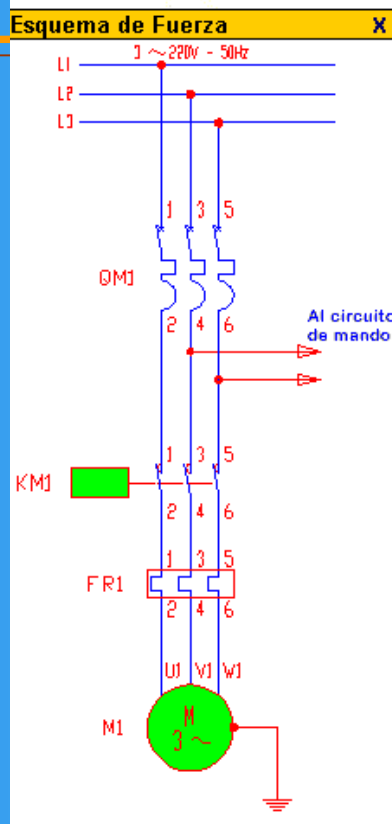 Esquema de Fuerza X
3 ~ 220V - 50Hz
L1
L2
L3
1 3 5
QM1
2 4 6
Al circuito
de mando
1 3 5
KM1
2 4 6
1 3 5
FR1
2 4 6
U1 V1 W1
M1
M
3 ~